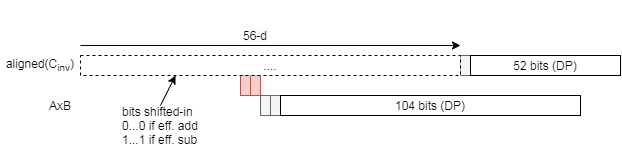 56-d
aligned(Cinv)
....
52 bits (DP)
AxB
104 bits (DP)
bits shifted-in
0...0 if eff. add
1...1 if eff. sub